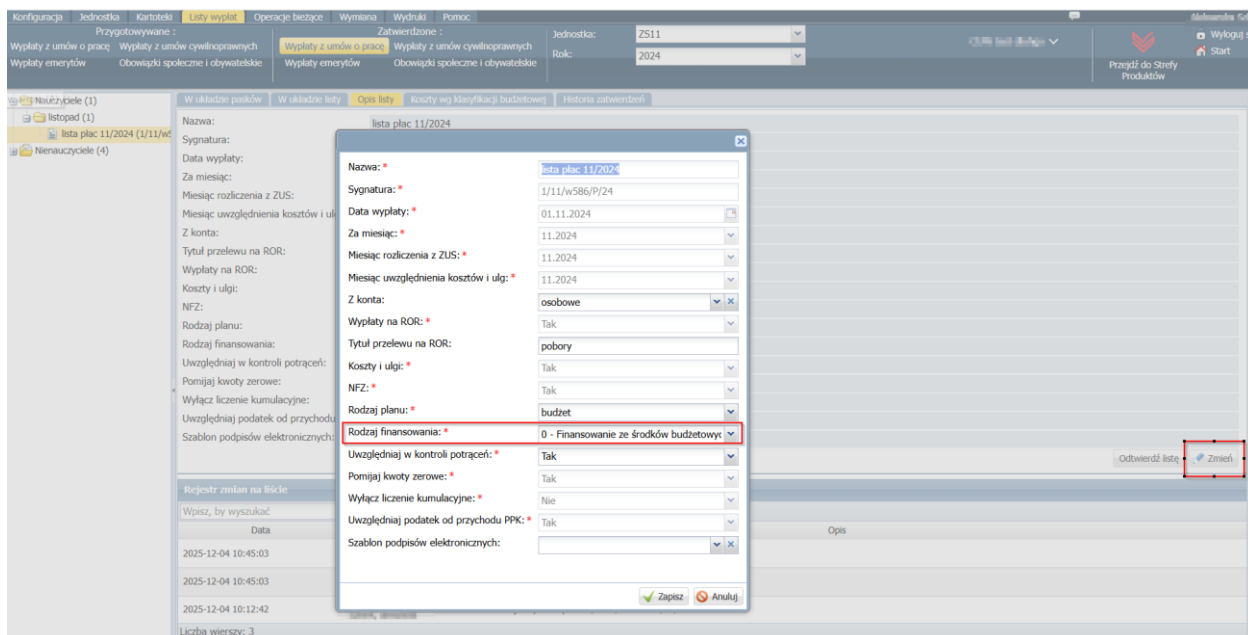 Konfiguracja Jednostka Kartoteki Listy wypłat Operacje bieżące Wymiana Wydruki Pomoc
Przygotowywane :
Wypłaty z umów o pracę Wypłaty z umów cywilnoprawnych
Wypłaty emerytów Obowiązki społeczne i obywatelskie
Zatwierdzone :
Wypłaty z umów o pracę Wypłaty z umów cywilnoprawnych
Wypłaty emerytów Obowiązki społeczne i obywatelskie
Jednostka: ZS11
Rok: 2024
Przejdź do Strefy
Produktów
Wyloguj
Start
Nauczyciele (1)
listopad (1)
lista płac 11/2024 (1/11/w5
Nienauczyciele (4)
W układzie pasków W układzie listy Opis listy Koszty wg klasyfikacji budżetowej Historia zatwierdzeń
Nazwa: lista płac 11/2024
Sygnatura:
Data wypłaty:
Za miesiąc:
Miesiąc rozliczenia z ZUS:
Miesiąc uwzględnienia kosztów i ul
Z konta:
Tytuł przelewu na ROR:
Wypłaty na ROR:
Koszty i ulgi:
NFZ:
Rodzaj planu:
Rodzaj finansowania:
Uwzględniaj w kontroli potrąceń:
Pomijaj kwoty zerowe:
Wyłącz liczenie kumulacyjne:
Uwzględniaj podatek od przychodu
Szablon podpisów elektronicznych:
Nazwa: * lista płac 11/2024
Sygnatura: * 1/11/w586/P/24
Data wypłaty: * 01.11.2024
Za miesiąc: * 11.2024
Miesiąc rozliczenia z ZUS: * 11.2024
Miesiąc uwzględnienia kosztów i ulg: * 11.2024
Z konta: osobowe
Wypłaty na ROR: * Tak
Tytuł przelewu na ROR: pobory
Koszty i ulgi: * Tak
NFZ: * Tak
Rodzaj planu: * budżet
Rodzaj finansowania: * 0 - Finansowanie ze środków budżetowyc
Uwzględniaj w kontroli potrąceń: * Tak
Pomijaj kwoty zerowe: * Tak
Wyłącz liczenie kumulacyjne: * Nie
Uwzględniaj podatek od przychodu PPK: * Tak
Szablon podpisów elektronicznych:
Zapisz Anuluj
Odtwierdź listę Zmień
Rejestr zmian na liście
Wpisz, by wyszukać
Data Opis
2025-12-04 10:45:03
2025-12-04 10:45:03
2025-12-04 10:12:42
Liczba wierszy: 3